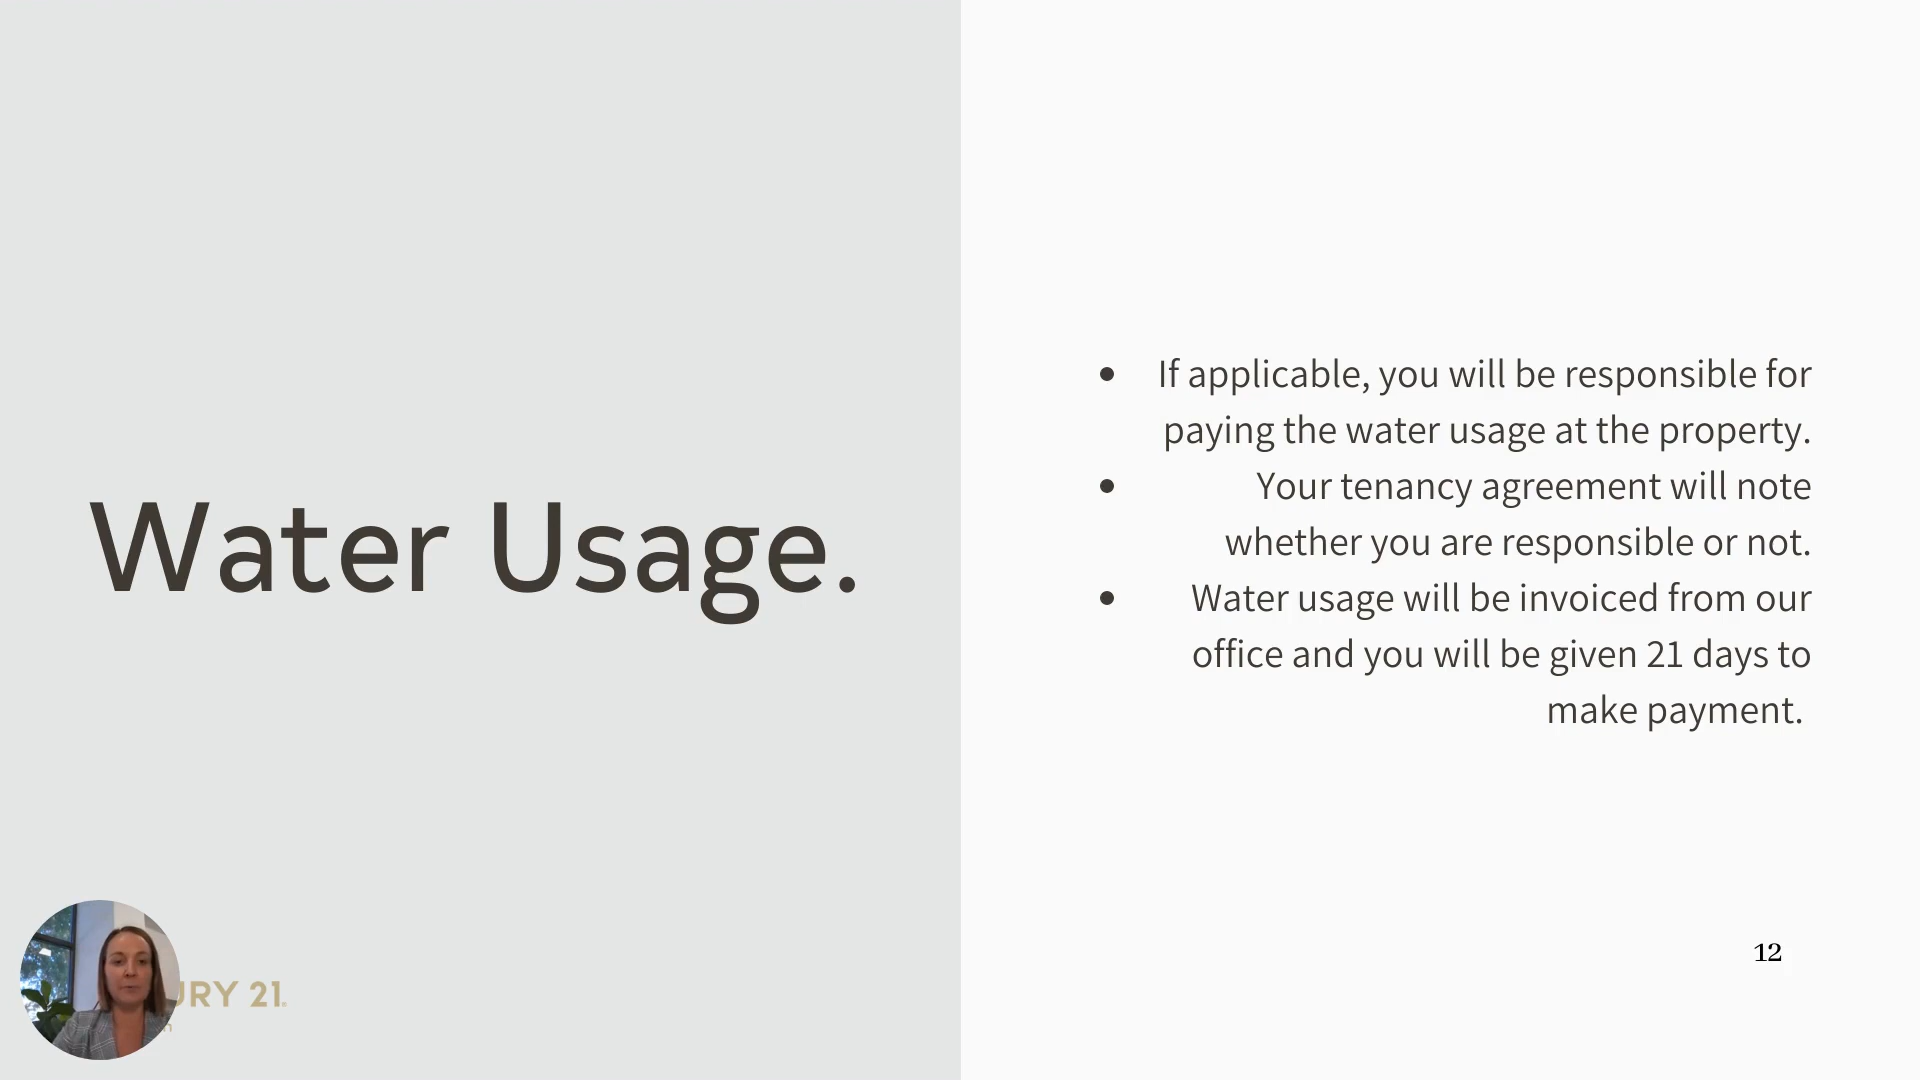 Water Usage.
• If applicable, you will be responsible for
paying the water usage at the property.
• Your tenancy agreement will note
whether you are responsible or not.
• Water usage will be invoiced from our
office and you will be given 21 days to
make payment.
URY 21.
12